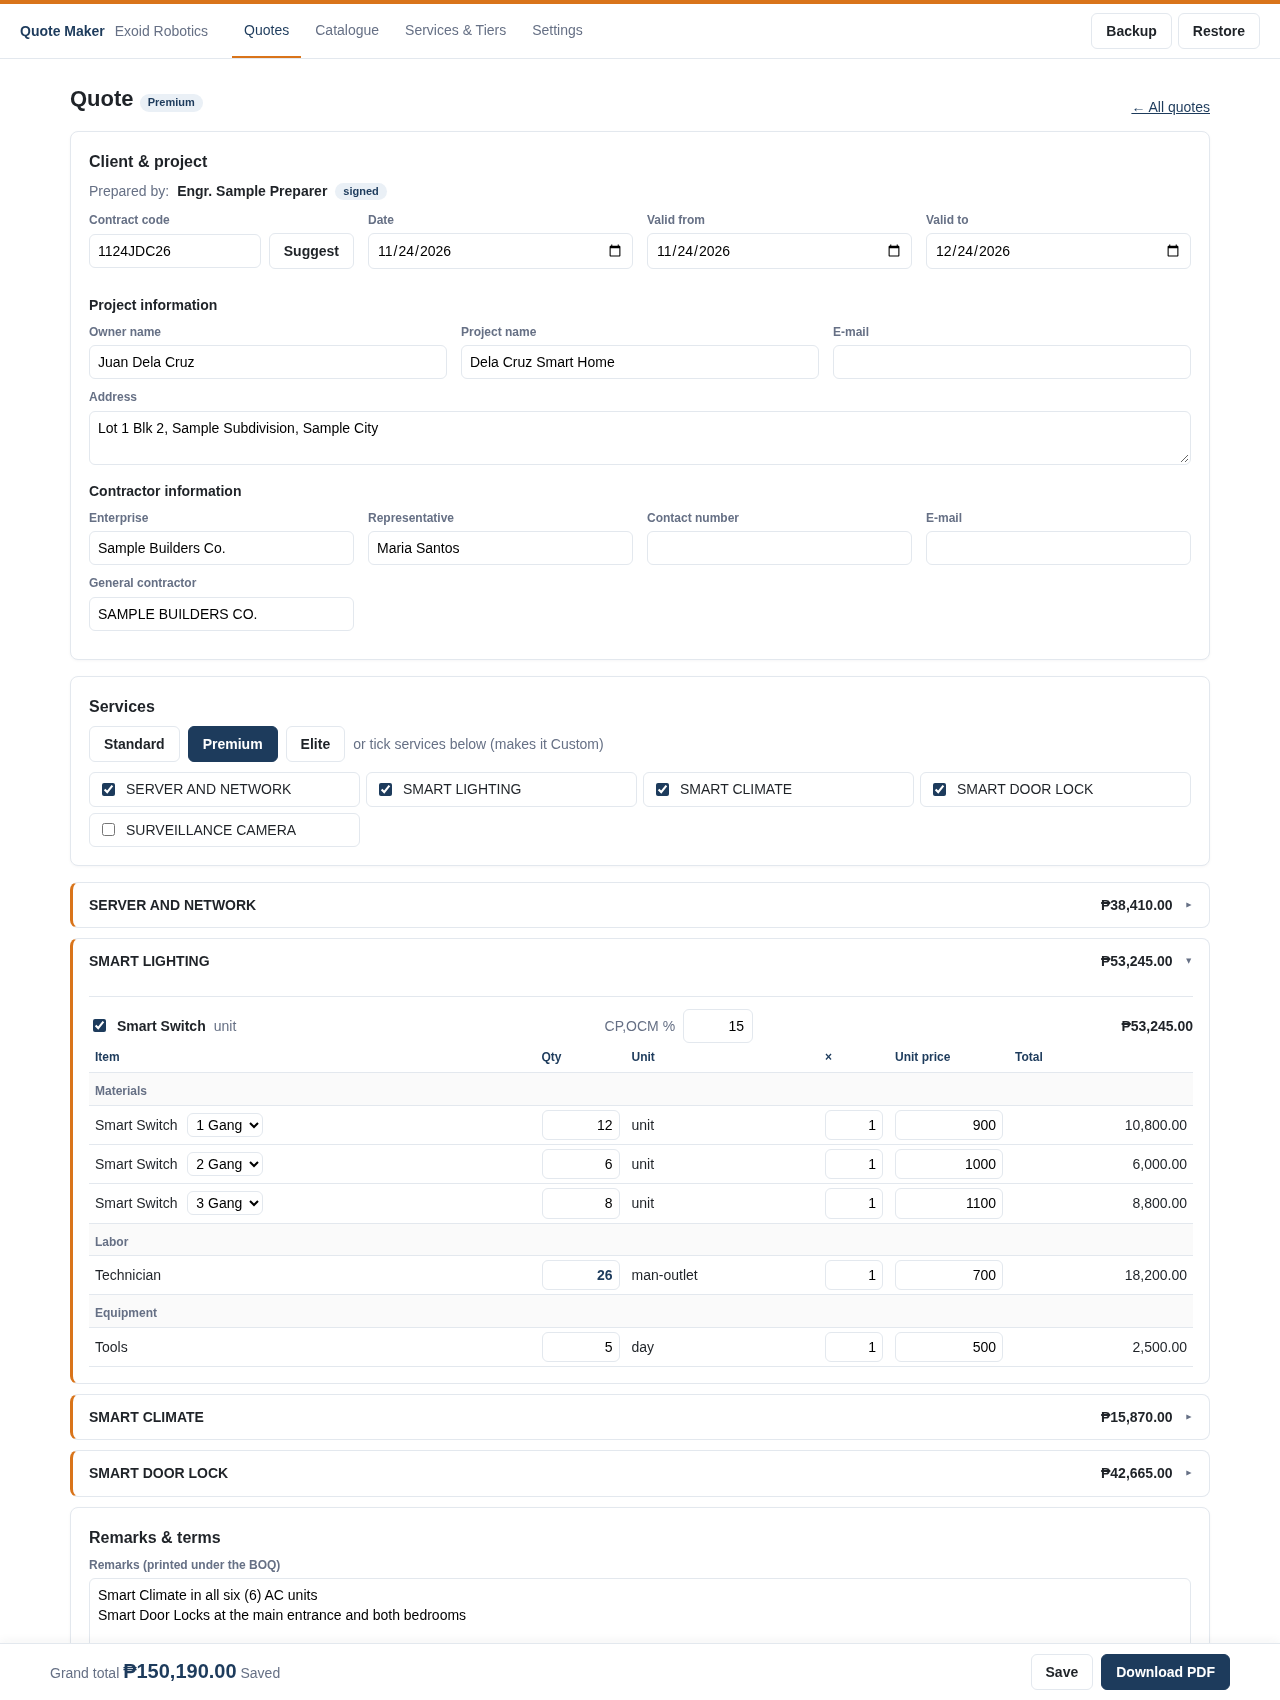 Quote Maker Exoid Robotics Quotes Catalogue Services & Tiers Settings Backup Restore
Quote Premium ← All quotes
Client & project
Prepared by: Engr. Sample Preparer signed
Contract code Date Valid from Valid to
1124JDC26 Suggest 11/24/2026 11/24/2026 12/24/2026
Project information
Owner name Project name E-mail
Juan Dela Cruz Dela Cruz Smart Home
Address
Lot 1 Blk 2, Sample Subdivision, Sample City
Contractor information
Enterprise Representative Contact number E-mail
Sample Builders Co. Maria Santos
General contractor
SAMPLE BUILDERS CO.
Services
Standard Premium Elite or tick services below (makes it Custom)
SERVER AND NETWORK SMART LIGHTING SMART CLIMATE SMART DOOR LOCK
SURVEILLANCE CAMERA
SERVER AND NETWORK ₱38,410.00 ▸
SMART LIGHTING ₱53,245.00 ▾
Smart Switch unit CP,OCM % 15 ₱53,245.00
Item Qty Unit × Unit price Total
Materials
Smart Switch 1 Gang 12 unit 1 900 10,800.00
Smart Switch 2 Gang 6 unit 1 1000 6,000.00
Smart Switch 3 Gang 8 unit 1 1100 8,800.00
Labor
Technician 26 man-outlet 1 700 18,200.00
Equipment
Tools 5 day 1 500 2,500.00
SMART CLIMATE ₱15,870.00 ▸
SMART DOOR LOCK ₱42,665.00 ▸
Remarks & terms
Remarks (printed under the BOQ)
Smart Climate in all six (6) AC units
Smart Door Locks at the main entrance and both bedrooms
Grand total ₱150,190.00 Saved Save Download PDF